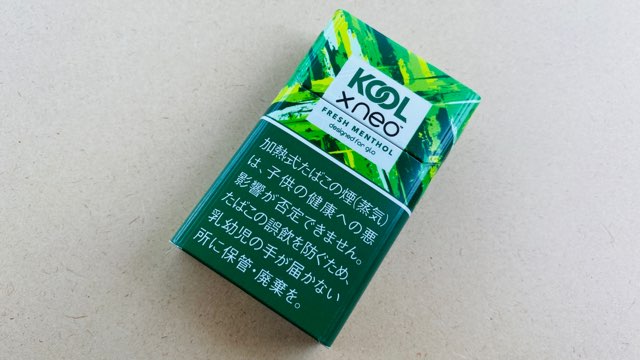 KOOL
x neo™
FRESH MENTHOL
designed for glo
加熱式たばこの煙(蒸気)
は、子供の健康への悪
影響が否定できません。
たばこの誤飲を防ぐため、
乳幼児の手が届かない
所に保管・廃棄を。